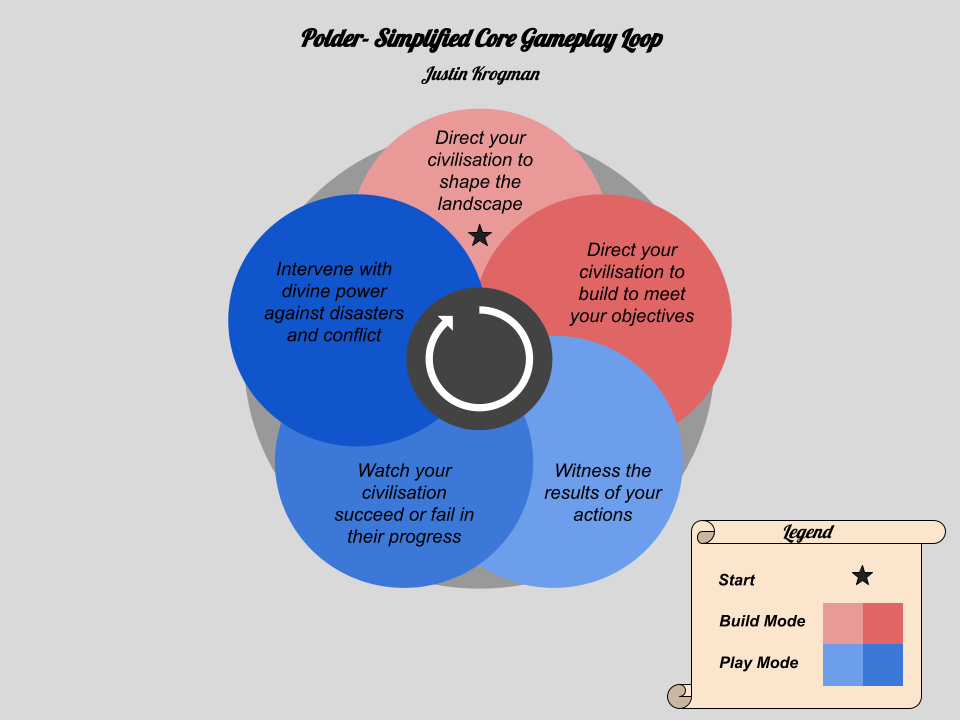 Polder- Simplified Core Gameplay Loop
Justin Krogman
Direct your
civilisation to
shape the
landscape
Direct your
civilisation to
build to meet
your objectives
Witness the
results of your
actions
Watch your
civilisation
succeed or fail in
their progress
Intervene with
divine power
against disasters
and conflict
Legend
Start
Build Mode
Play Mode